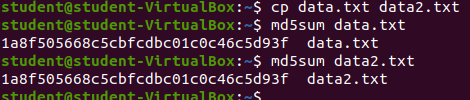 student@student-VirtualBox:~$ cp data.txt data2.txt
student@student-VirtualBox:~$ md5sum data.txt
1a8f505668c5cbfcdbc01c0c46c5d93f  data.txt
student@student-VirtualBox:~$ md5sum data2.txt
1a8f505668c5cbfcdbc01c0c46c5d93f  data2.txt
student@student-VirtualBox:~$